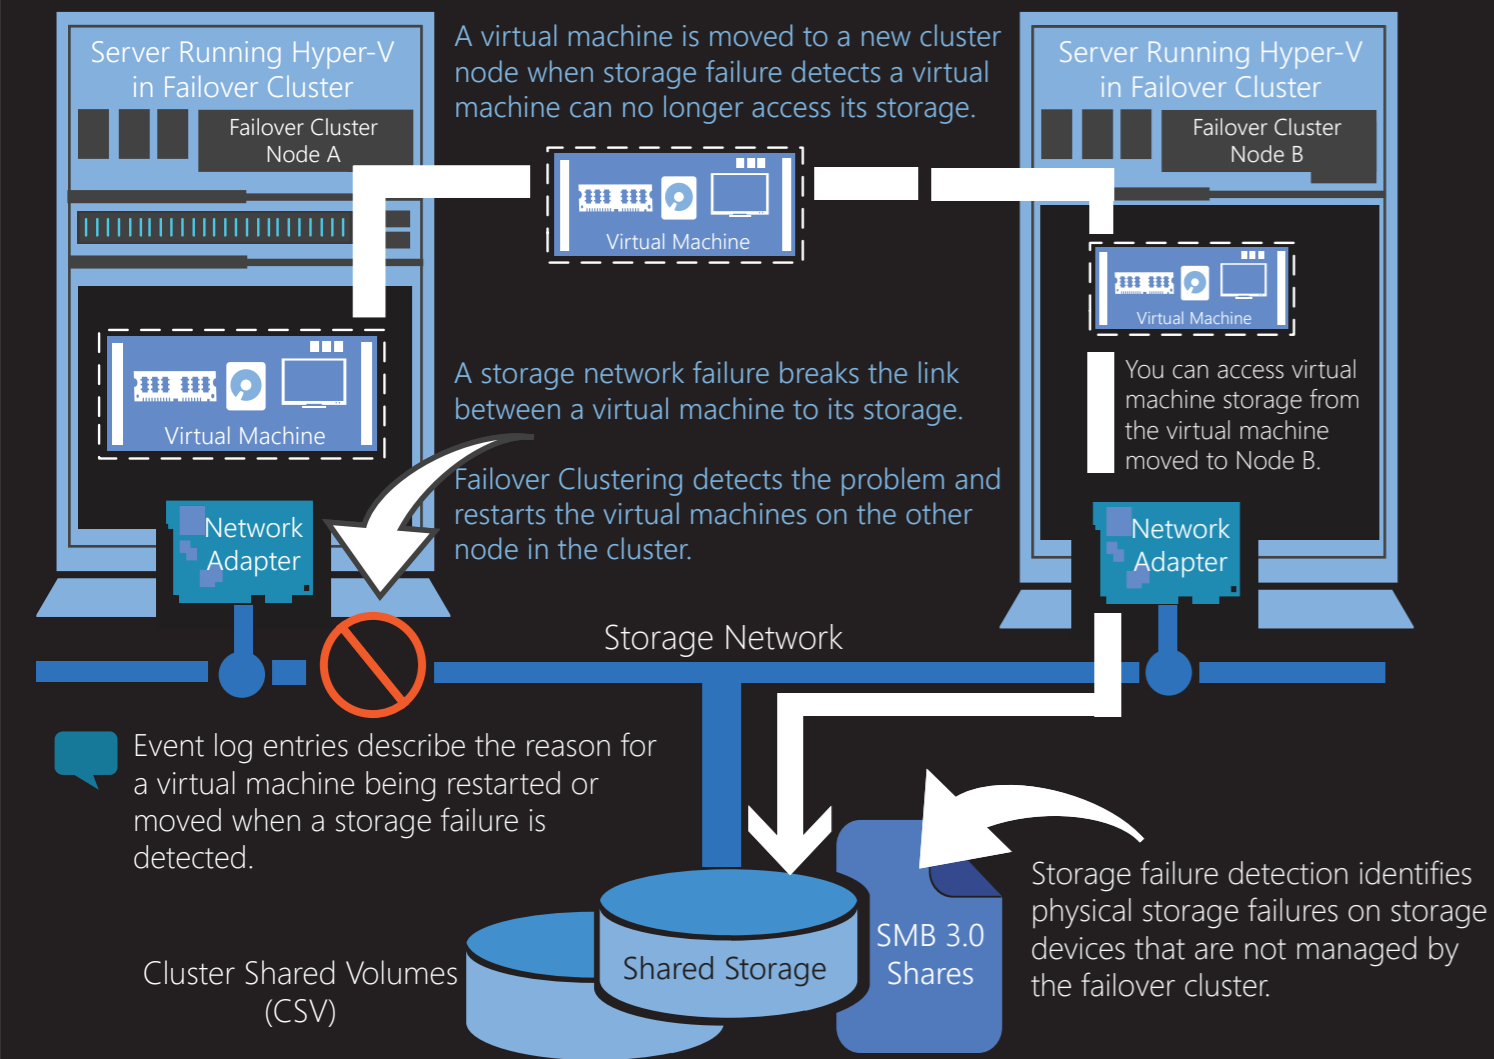 Server Running Hyper-V
in Failover Cluster
Failover Cluster
Node A
A virtual machine is moved to a new cluster
node when storage failure detects a virtual
machine can no longer access its storage.
Server Running Hyper-V
in Failover Cluster
Failover Cluster
Node B
Virtual Machine
Virtual Machine
Virtual Machine
A storage network failure breaks the link
between a virtual machine to its storage.
Failover Clustering detects the problem and
restarts the virtual machines on the other
node in the cluster.
You can access virtual
machine storage from
the virtual machine
moved to Node B.
Network
Adapter
Network
Adapter
Storage Network
Event log entries describe the reason for
a virtual machine being restarted or
moved when a storage failure is
detected.
Cluster Shared Volumes
(CSV)
Shared Storage
SMB 3.0
Shares
Storage failure detection identifies
physical storage failures on storage
devices that are not managed by
the failover cluster.